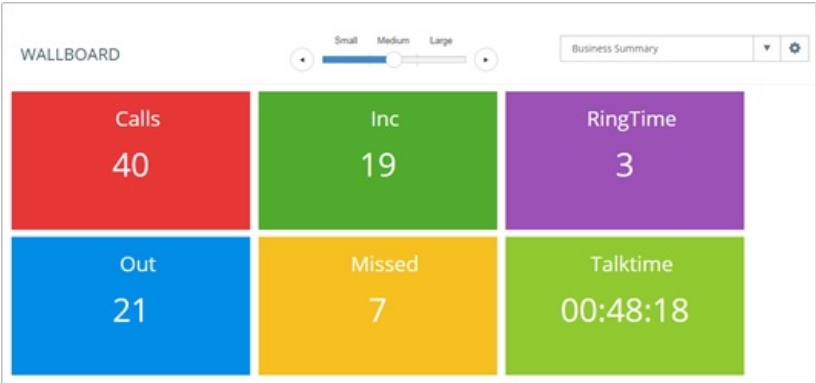 WALLBOARD
Small Medium Large
Business Summary
Calls
40
Inc
19
RingTime
3
Out
21
Missed
7
Talktime
00:48:18